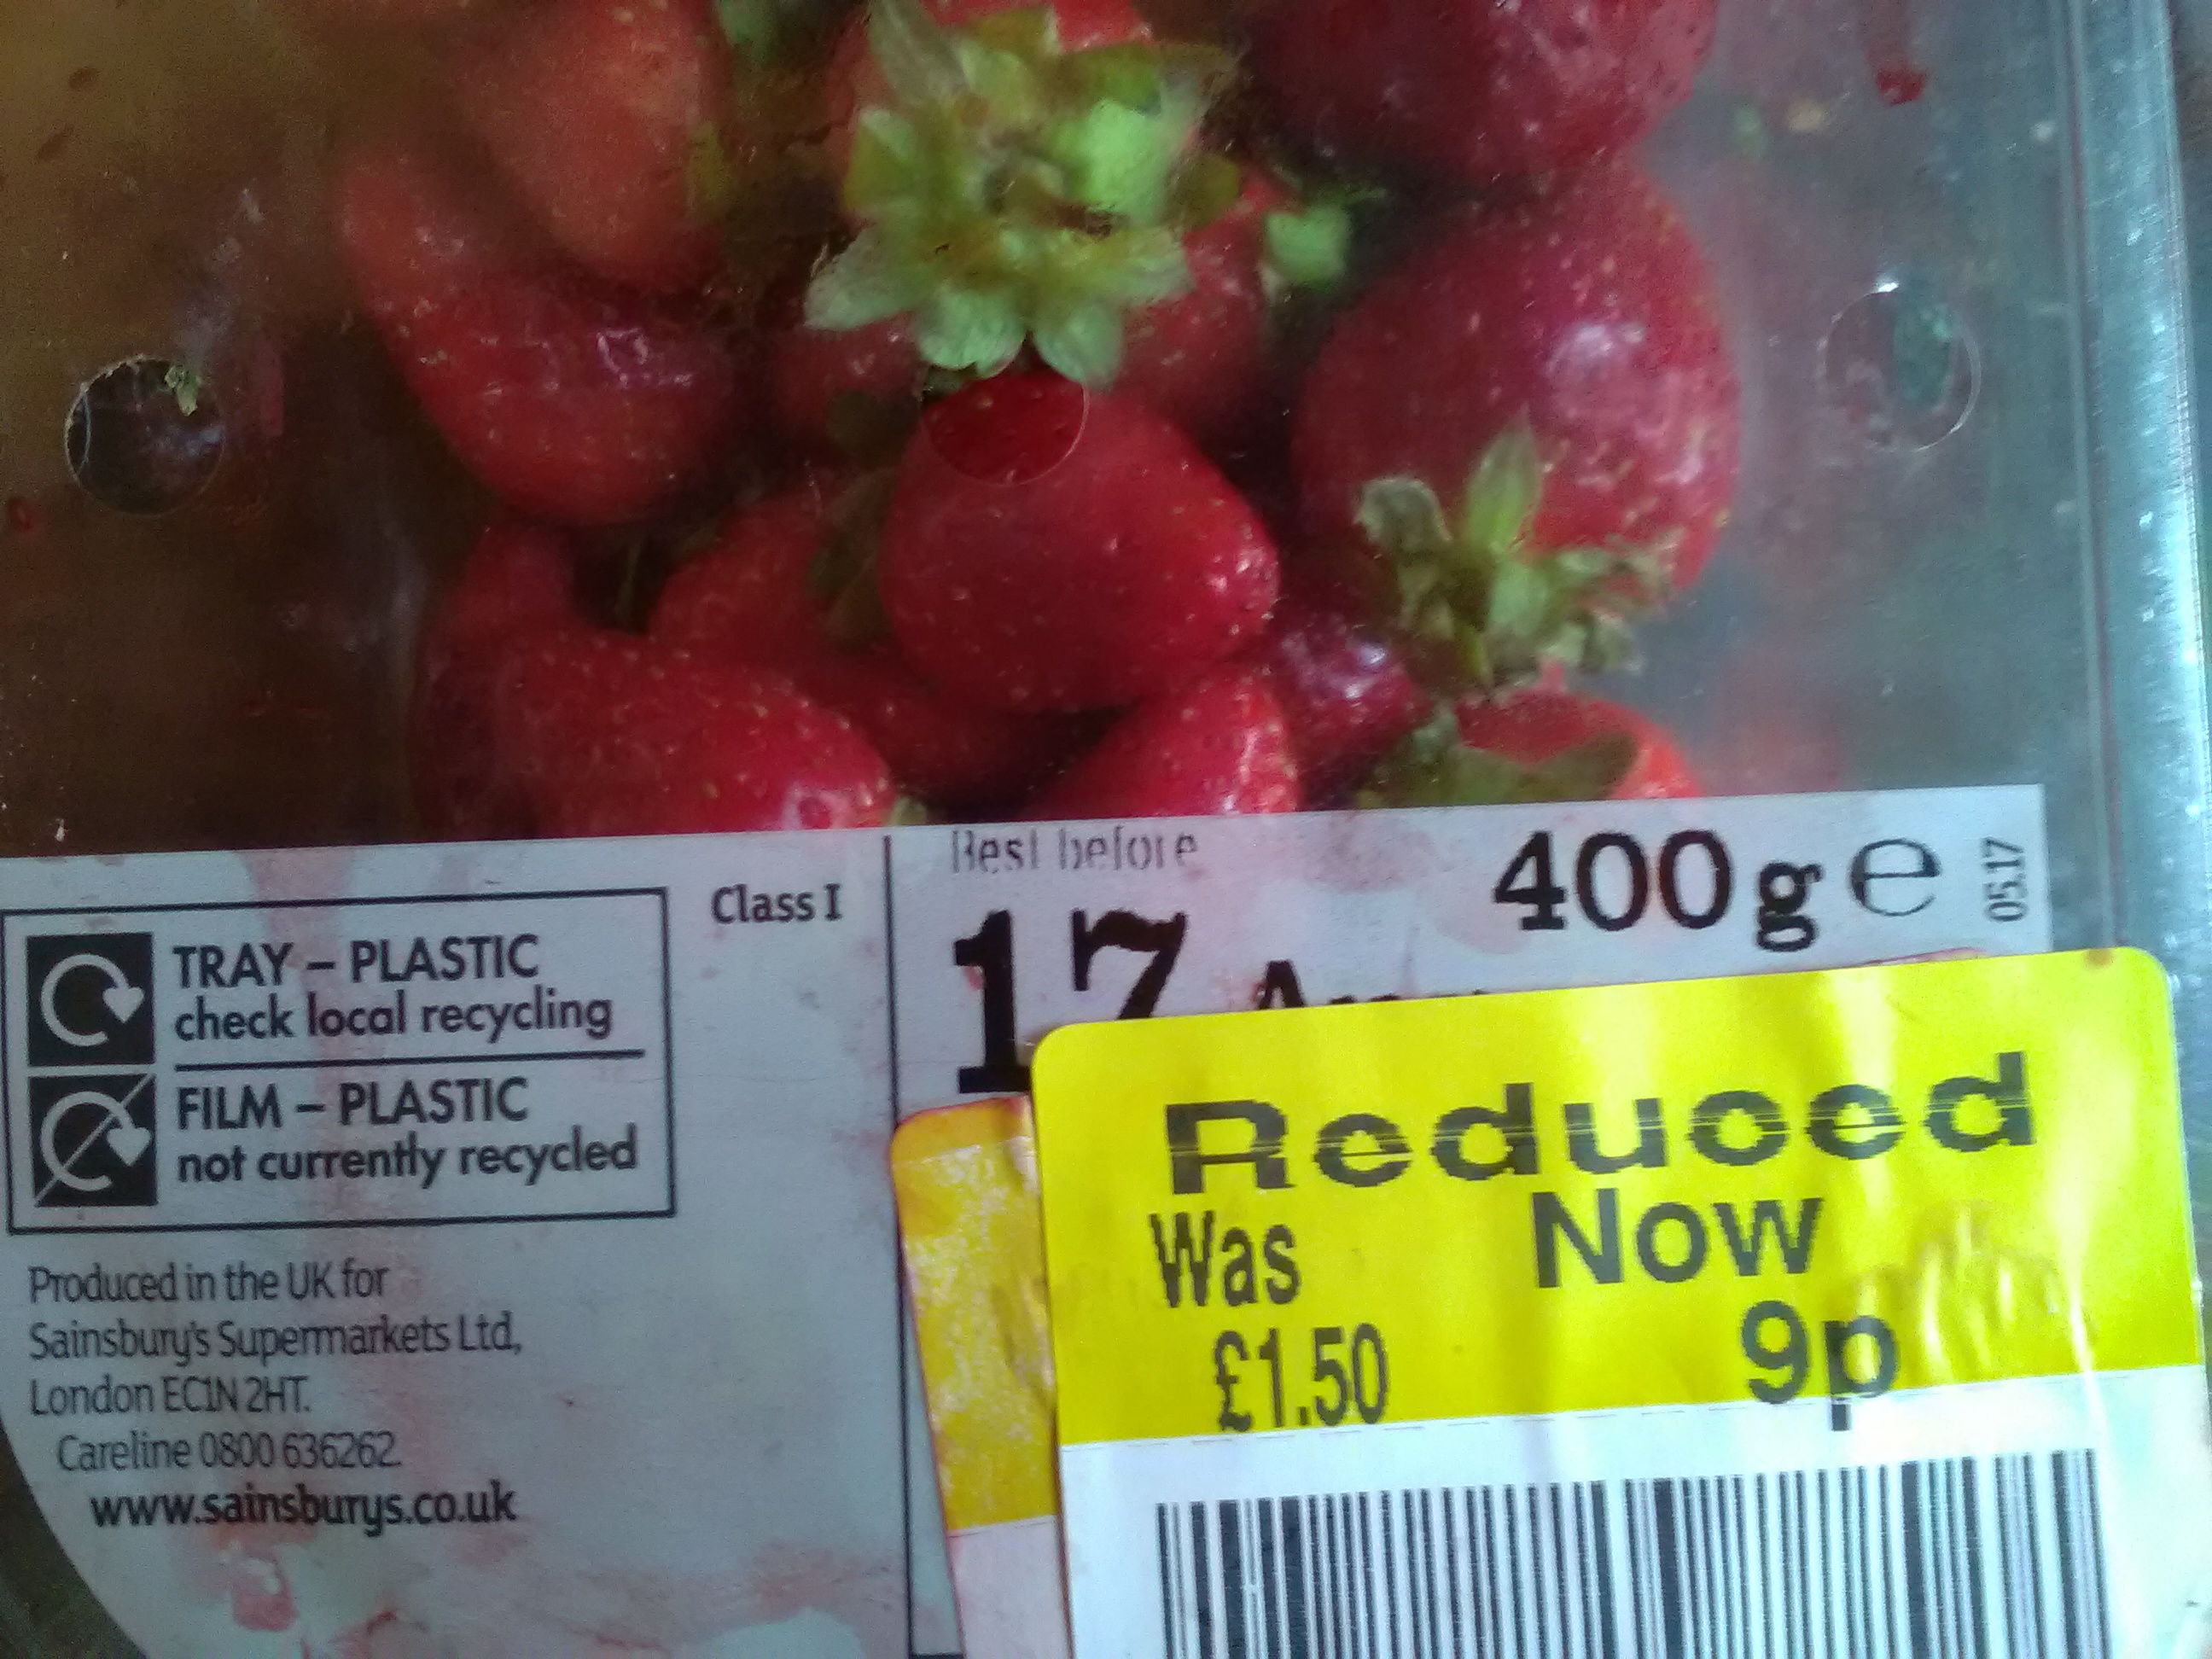 Best before
400g e
05.17
Class I
17
TRAY – PLASTIC
check local recycling
FILM – PLASTIC
not currently recycled
Reduced
Was Now
£1.50 9p
Produced in the UK for
Sainsbury's Supermarkets Ltd,
London EC1N 2HT.
Careline 0800 636262
www.sainsburys.co.uk